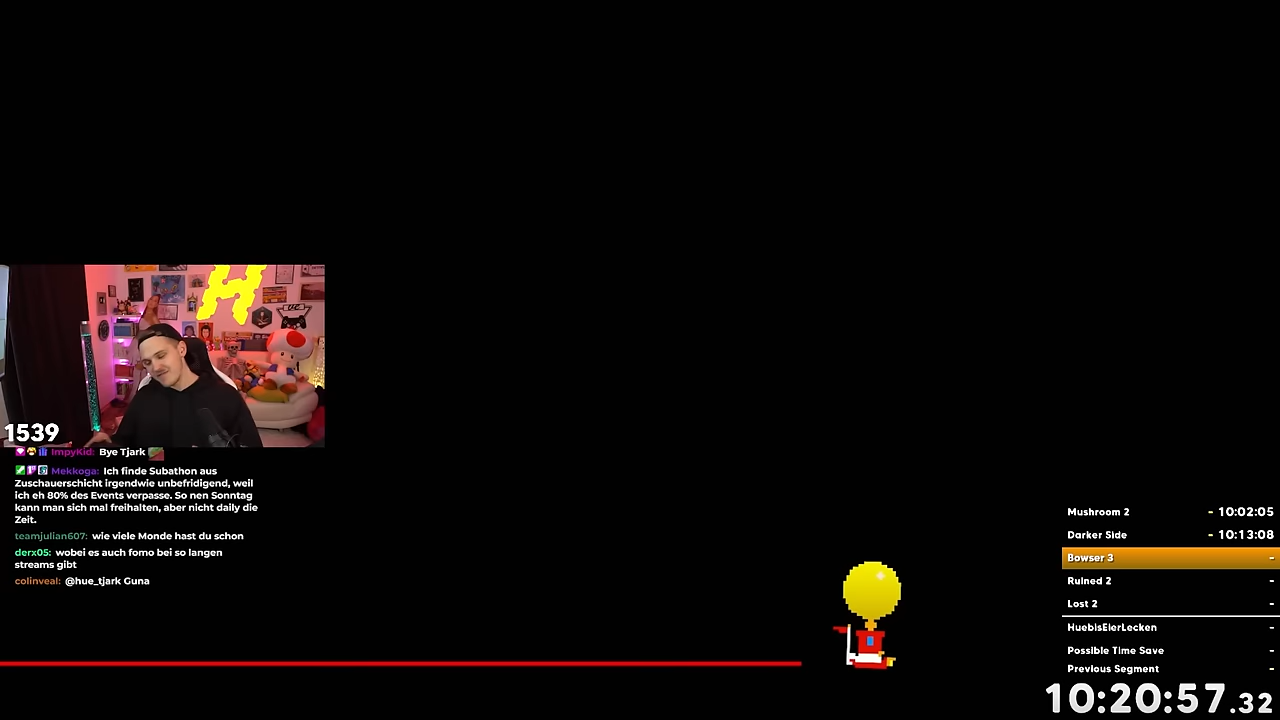 1539
ImpyKid: Bye Tjark
Mekkoga: Ich finde Subathon aus
Zuschauerschicht irgendwie unbefridigend, weil
ich eh 80% des Events verpasse. So nen Sonntag
kann man sich mal freihalten, aber nicht daily die
Zeit.
teamjulian607: wie viele Monde hast du schon
derx05: wobei es auch fomo bei so langen
streams gibt
colinveal: @hue_tjark Guna
Mushroom 2 - 10:02:05
Darker Side - 10:13:08
Bowser 3 -
Ruined 2 -
Lost 2 -
HuebisEierLecken -
Possible Time Save -
Previous Segment -
10:20:57.32